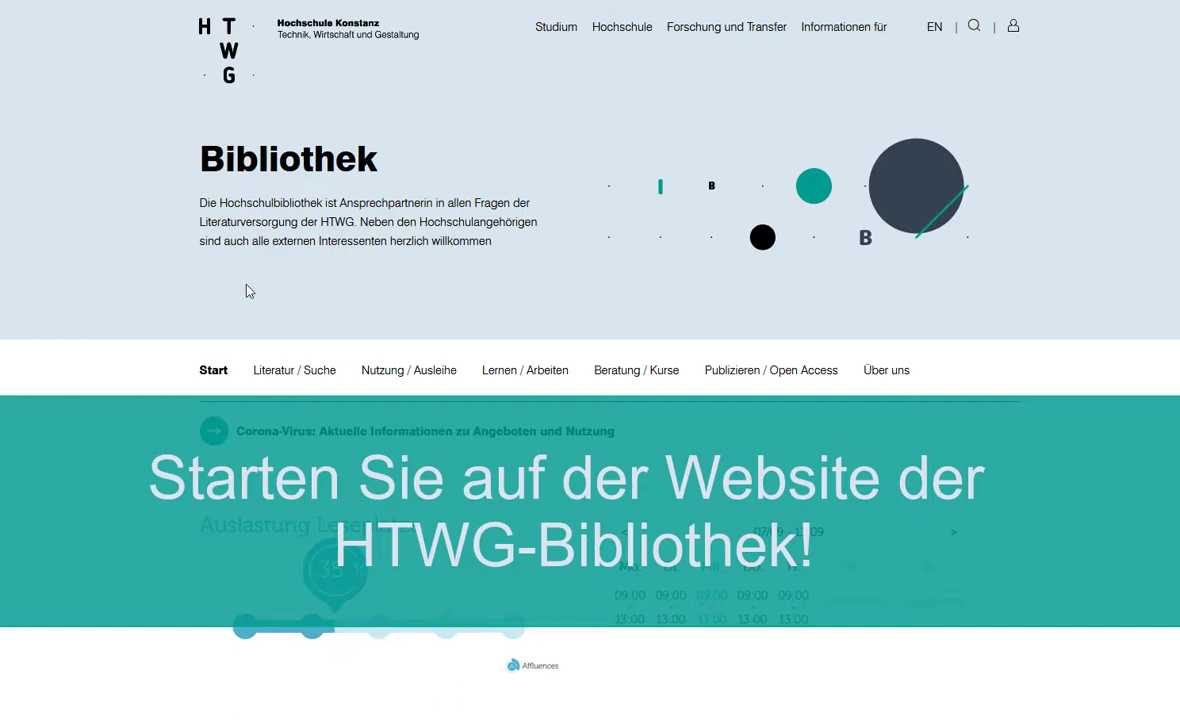 H T W G
Hochschule Konstanz
Technik, Wirtschaft und Gestaltung
Studium Hochschule Forschung und Transfer Informationen für EN | |
Bibliothek
Die Hochschulbibliothek ist Ansprechpartnerin in allen Fragen der
Literaturversorgung der HTWG. Neben den Hochschulangehörigen
sind auch alle externen Interessenten herzlich willkommen
B
B
Start Literatur / Suche Nutzung / Ausleihe Lernen / Arbeiten Beratung / Kurse Publizieren / Open Access Über uns
Corona-Virus: Aktuelle Informationen zu Angeboten und Nutzung
Starten Sie auf der Website der
HTWG-Bibliothek!
Auslastung
35 %
09:00 09:00 09:00 09:00 09:00
13:00 13:00 13:00 13:00 13:00
Affluences